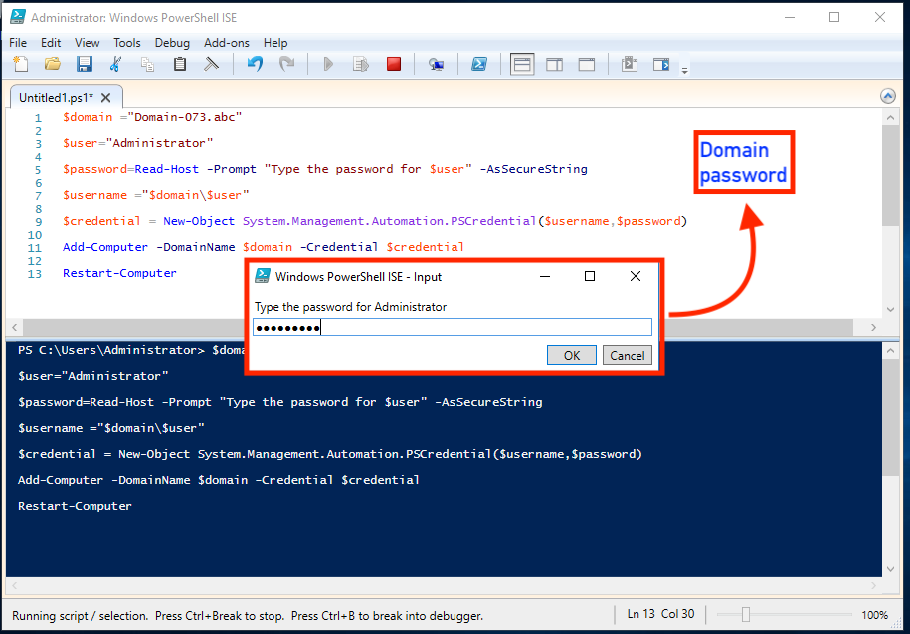 Administrator: Windows PowerShell ISE
File Edit View Tools Debug Add-ons Help
Untitled1.ps1*
1 $domain ="Domain-073.abc"
2
3 $user="Administrator"
4
5 $password=Read-Host -Prompt "Type the password for $user" -AsSecureString
6
7 $username ="$domain\$user"
8
9 $credential = New-Object System.Management.Automation.PSCredential($username,$password)
10
11 Add-Computer -DomainName $domain -Credential $credential
12
13 Restart-Computer
Domain
password
Windows PowerShell ISE - Input
Type the password for Administrator
●●●●●●●●●
OK Cancel
PS C:\Users\Administrator> $doma
$user="Administrator"
$password=Read-Host -Prompt "Type the password for $user" -AsSecureString
$username ="$domain\$user"
$credential = New-Object System.Management.Automation.PSCredential($username,$password)
Add-Computer -DomainName $domain -Credential $credential
Restart-Computer
Running script / selection. Press Ctrl+Break to stop. Press Ctrl+B to break into debugger.
Ln 13 Col 30
100%